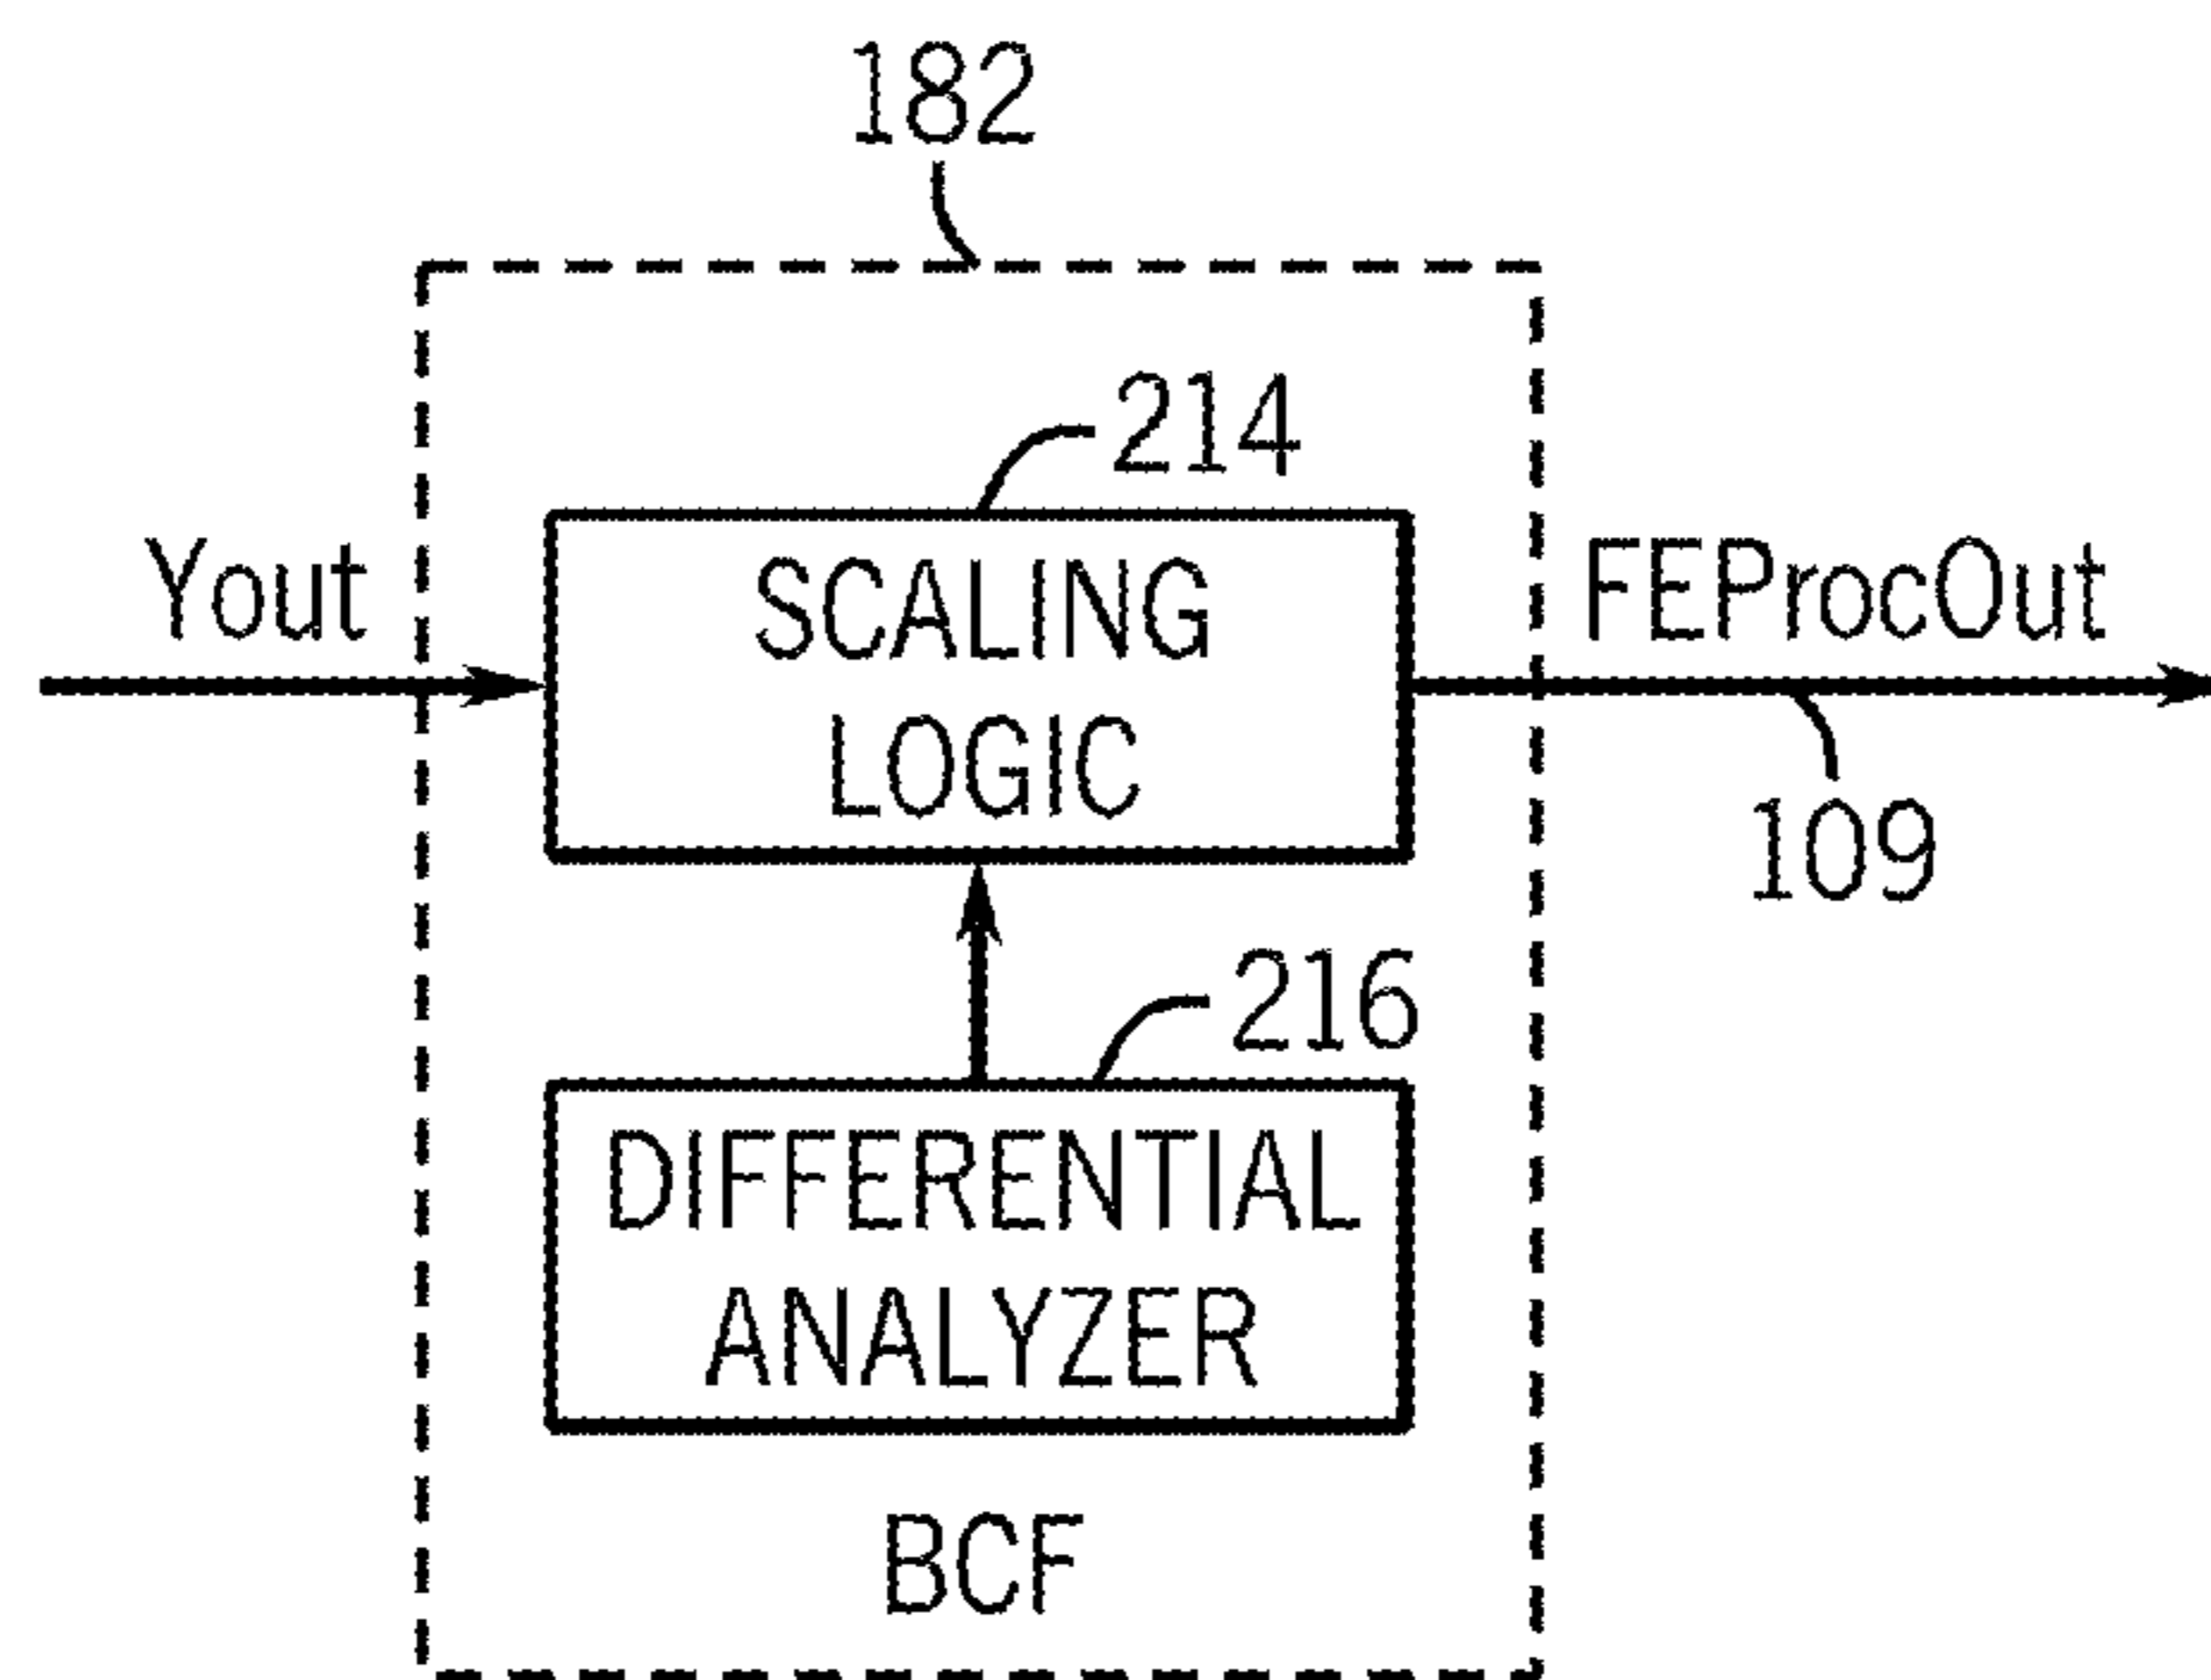 182
214
Yout
SCALING
LOGIC
FEProcOut
109
216
DIFFERENTIAL
ANALYZER
BCF